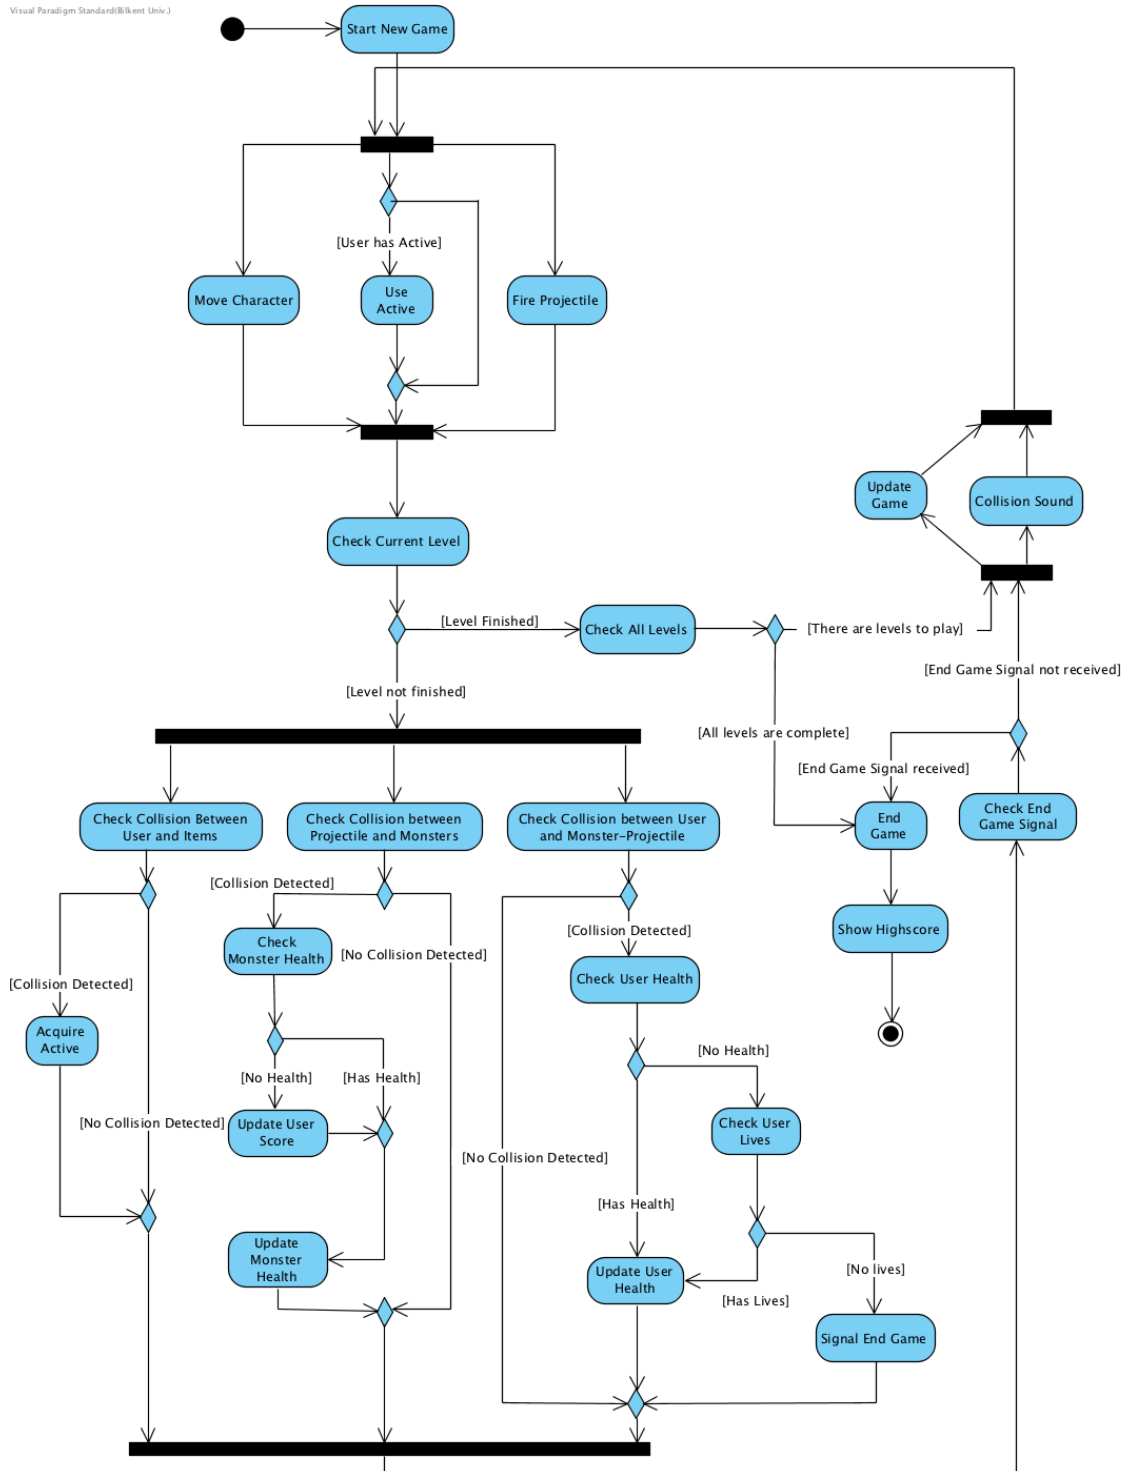 Visual Paradigm Standard(Bilkent Univ.)
Start New Game
[User has Active]
Move Character
Use
Active
Fire Projectile
Update
Game
Collision Sound
Check Current Level
[Level Finished]
Check All Levels
[There are levels to play]
[End Game Signal not received]
[Level not finished]
[All levels are complete]
[End Game Signal received]
Check Collision Between
User and Items
Check Collision between
Projectile and Monsters
Check Collision between User
and Monster-Projectile
End
Game
Check End
Game Signal
[Collision Detected]
Check
Monster Health
[No Collision Detected]
[Collision Detected]
Show Highscore
Check User Health
[Collision Detected]
Acquire
Active
[No Health]
[Has Health]
[No Health]
[No Collision Detected]
Update User
Score
Check User
Lives
[No Collision Detected]
[Has Health]
Update
Monster
Health
Update User
Health
[No lives]
[Has Lives]
Signal End Game